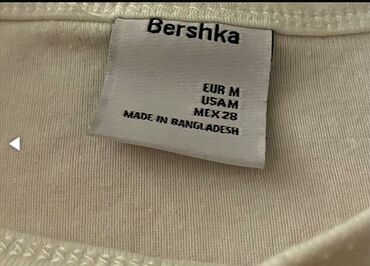 Bershka
EUR M
USA M
MEX 28
MADE IN BANGLADESH